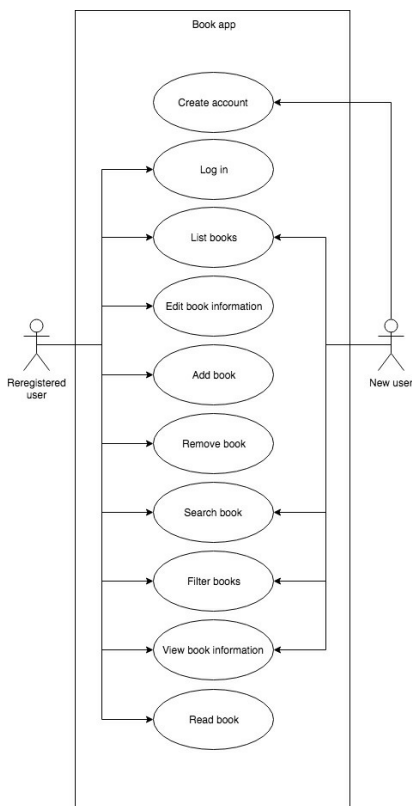 Book app
Create account
Log in
List books
Edit book information
Add book
Reregistered
user
New user
Remove book
Search book
Filter books
View book information
Read book